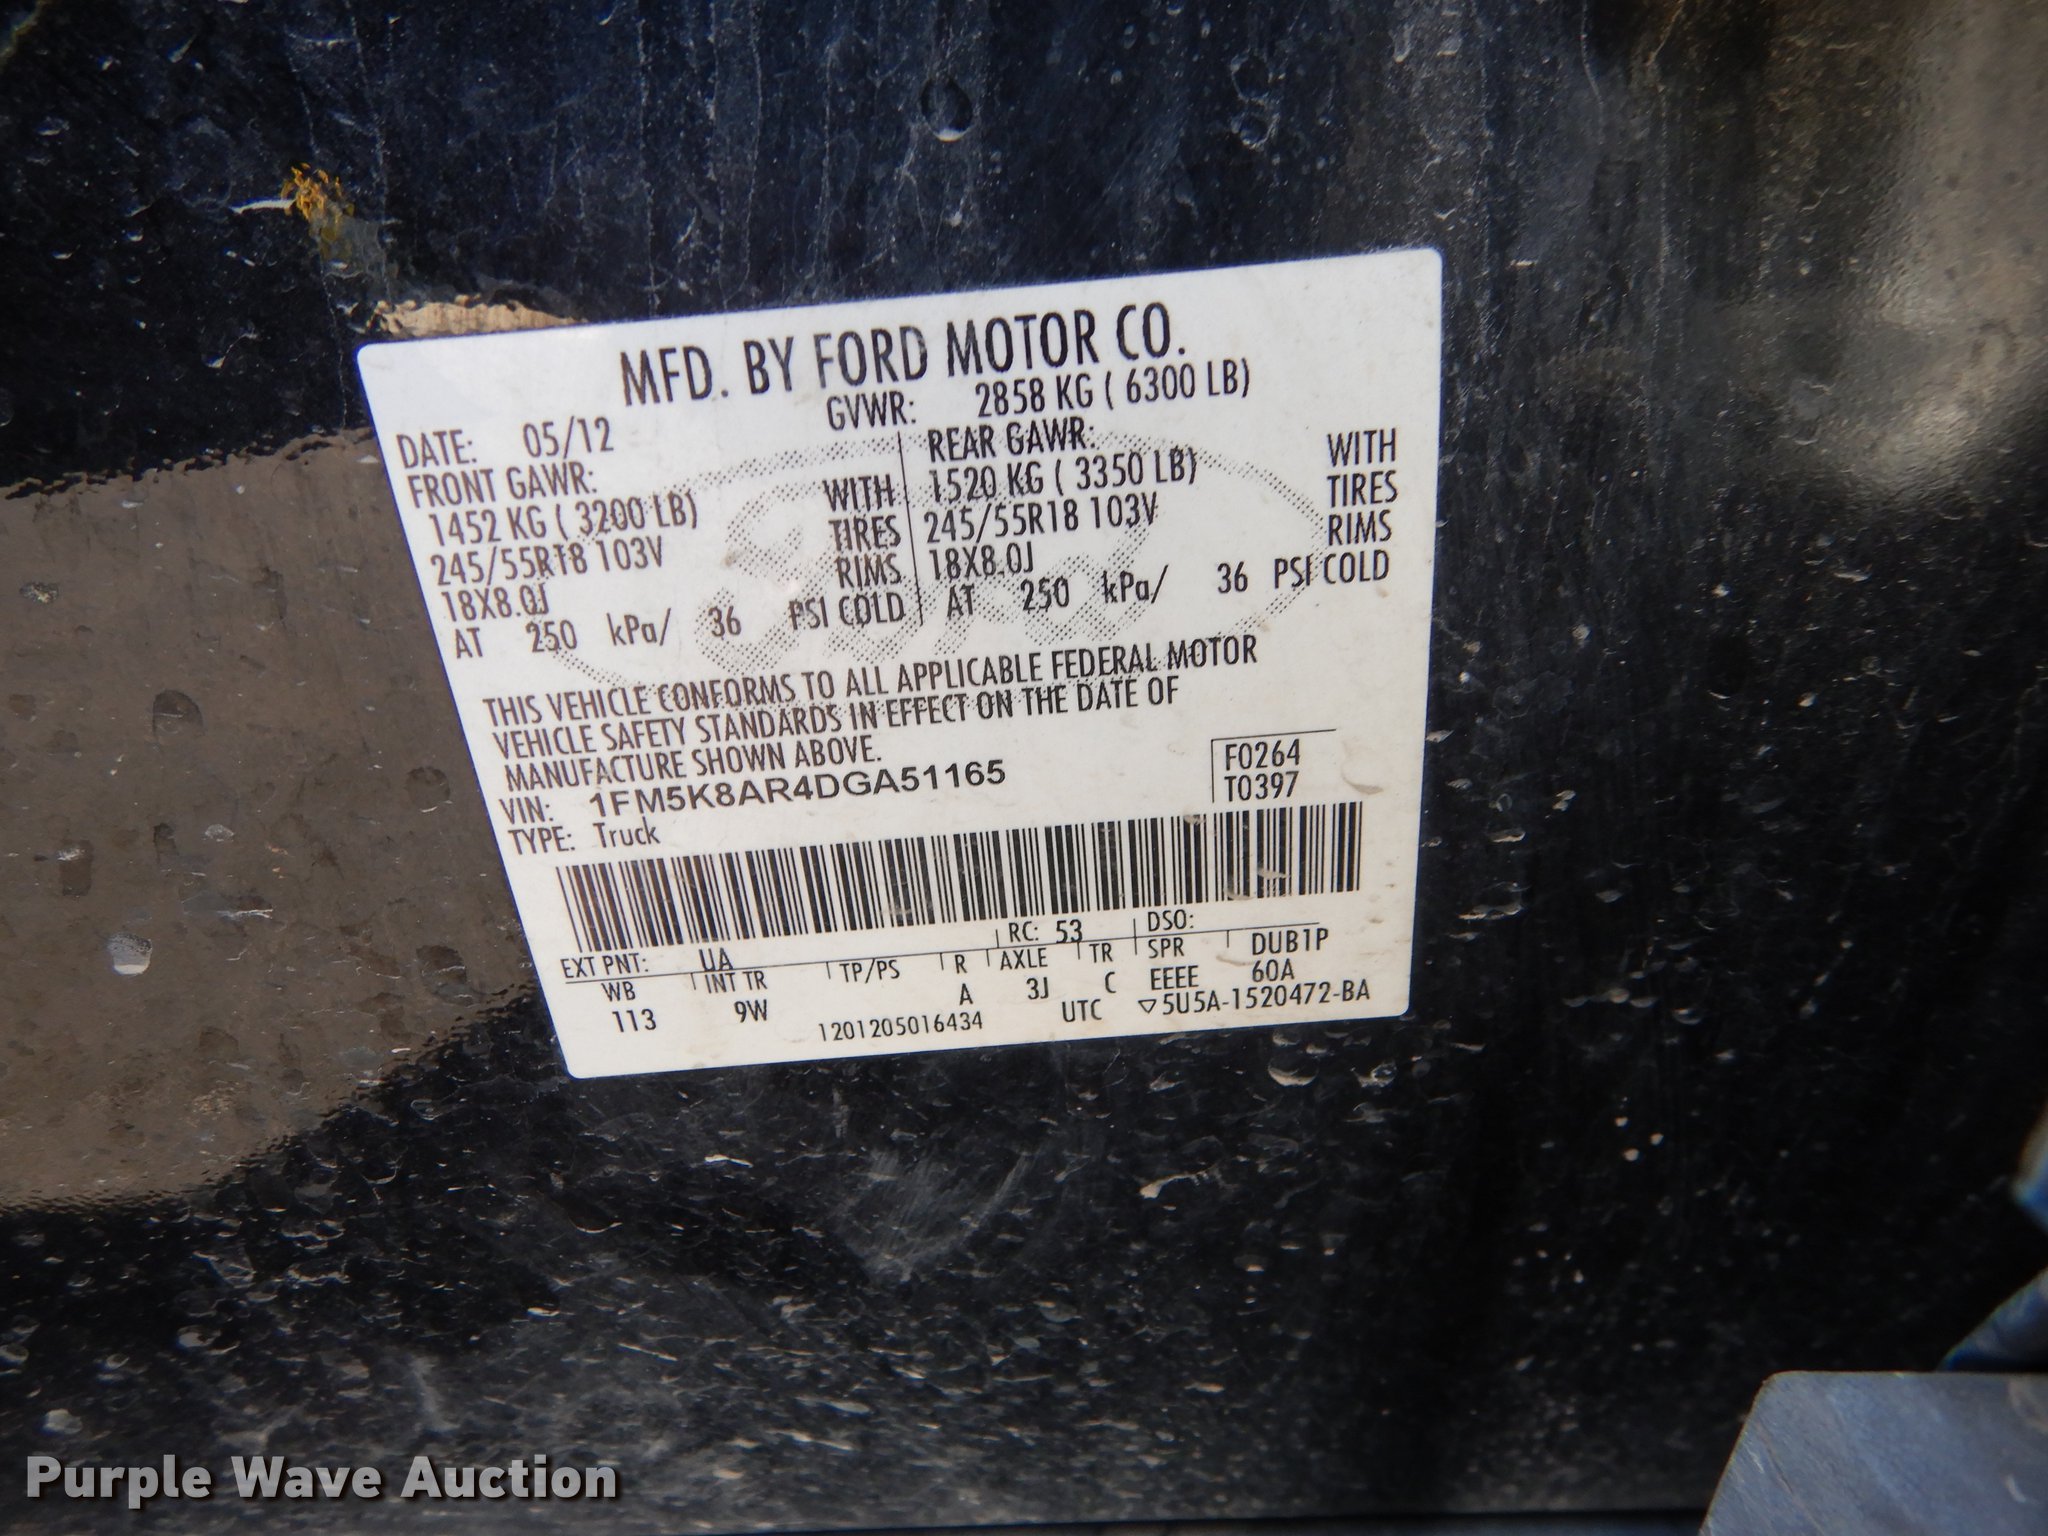 MFD. BY FORD MOTOR CO.
DATE: 05/12 GVWR: 2858 KG ( 6300 LB)
FRONT GAWR: REAR GAWR:
1452 KG ( 3200 LB) WITH 1520 KG ( 3350 LB) WITH
245/55R18 103V TIRES 245/55R18 103V TIRES
18X8.0J RIMS 18X8.0J RIMS
AT 250 kPa/ 36 PSI COLD AT 250 kPa/ 36 PSI COLD
THIS VEHICLE CONFORMS TO ALL APPLICABLE FEDERAL MOTOR
VEHICLE SAFETY STANDARDS IN EFFECT ON THE DATE OF
MANUFACTURE SHOWN ABOVE.
VIN: 1FM5K8AR4DGA51165 F0264
TYPE: Truck T0397
EXT PNT: UA RC: 53 DSO:
WB INT TR TP/PS R AXLE TR SPR DUB1P
113 9W A 3J C EEEE 60A
1201205016434 UTC ▽5U5A-1520472-BA
Purple Wave Auction